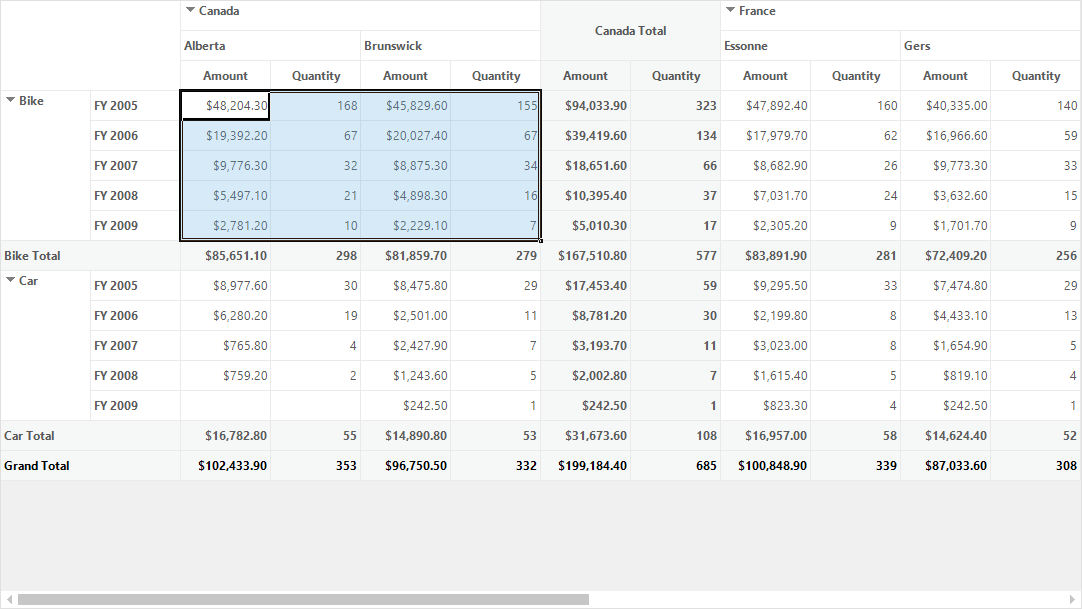 Canada Canada Total France
Alberta Brunswick Essonne Gers
Amount Quantity Amount Quantity Amount Quantity Amount Quantity Amount Quantity
Bike FY 2005 $48,204.30 168 $45,829.60 155 $94,033.90 323 $47,892.40 160 $40,335.00 140
FY 2006 $19,392.20 67 $20,027.40 67 $39,419.60 134 $17,979.70 62 $16,966.60 59
FY 2007 $9,776.30 32 $8,875.30 34 $18,651.60 66 $8,682.90 26 $9,773.30 33
FY 2008 $5,497.10 21 $4,898.30 16 $10,395.40 37 $7,031.70 24 $3,632.60 15
FY 2009 $2,781.20 10 $2,229.10 7 $5,010.30 17 $2,305.20 9 $1,701.70 9
Bike Total $85,651.10 298 $81,859.70 279 $167,510.80 577 $83,891.90 281 $72,409.20 256
Car FY 2005 $8,977.60 30 $8,475.80 29 $17,453.40 59 $9,295.50 33 $7,474.80 29
FY 2006 $6,280.20 19 $2,501.00 11 $8,781.20 30 $2,199.80 8 $4,433.10 13
FY 2007 $765.80 4 $2,427.90 7 $3,193.70 11 $3,023.00 8 $1,654.90 5
FY 2008 $759.20 2 $1,243.60 5 $2,002.80 7 $1,615.40 5 $819.10 4
FY 2009 $242.50 1 $242.50 1 $823.30 4 $242.50 1
Car Total $16,782.80 55 $14,890.80 53 $31,673.60 108 $16,957.00 58 $14,624.40 52
Grand Total $102,433.90 353 $96,750.50 332 $199,184.40 685 $100,848.90 339 $87,033.60 308